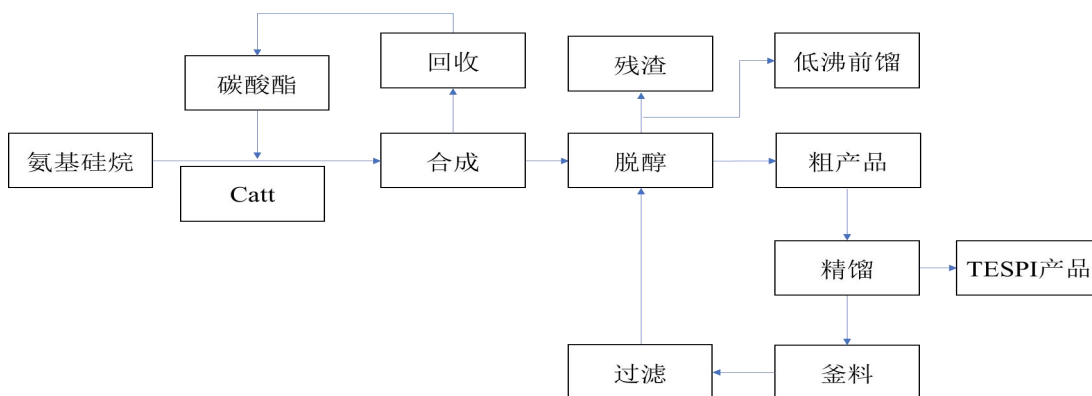 回收
残渣
低沸前馏
碳酸酯
氨基硅烷
合成
脱醇
粗产品
Catt
精馏
TESPI产品
过滤
釜料